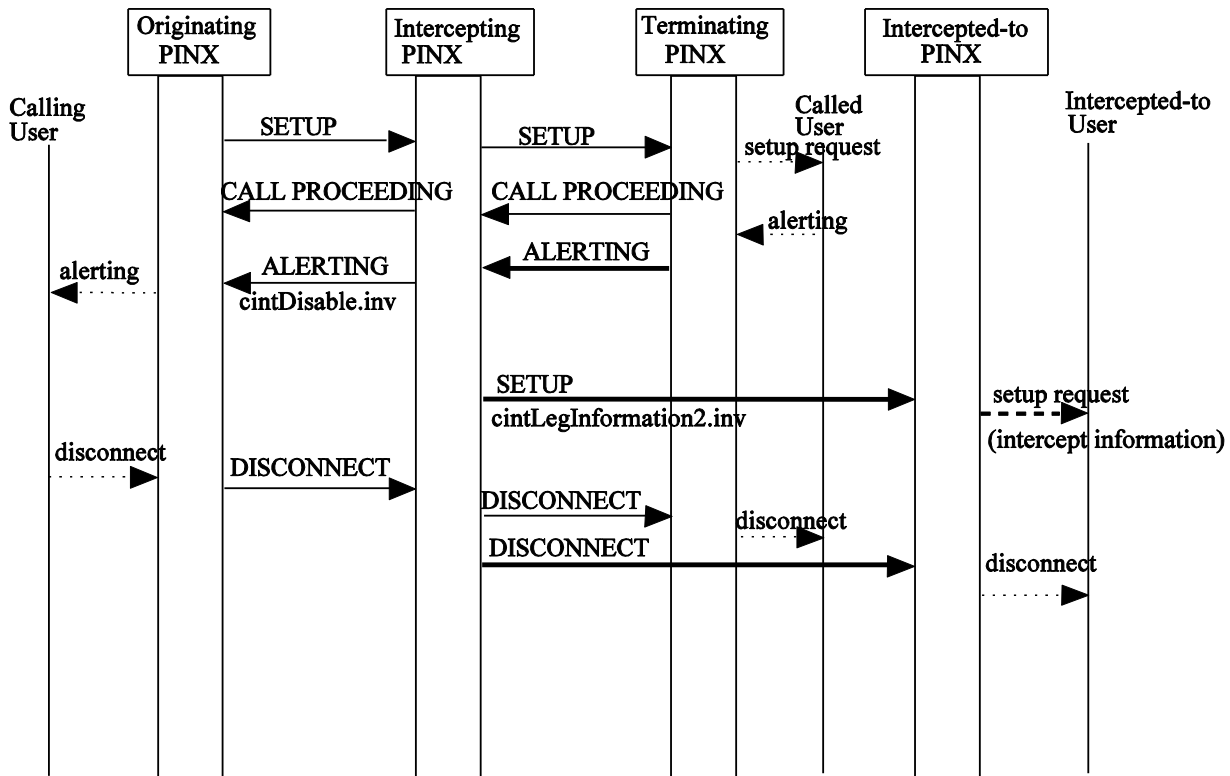 Originating
PINX
Intercepting
PINX
Terminating
PINX
Intercepted-to
PINX
Calling
User
Called
User
Intercepted-to
User
SETUP
SETUP
setup request
CALL PROCEEDING
CALL PROCEEDING
alerting
ALERTING
ALERTING
alerting
cintDisable.inv
SETUP
setup request
cintLegInformation2.inv
(intercept information)
disconnect
DISCONNECT
DISCONNECT
disconnect
DISCONNECT
disconnect